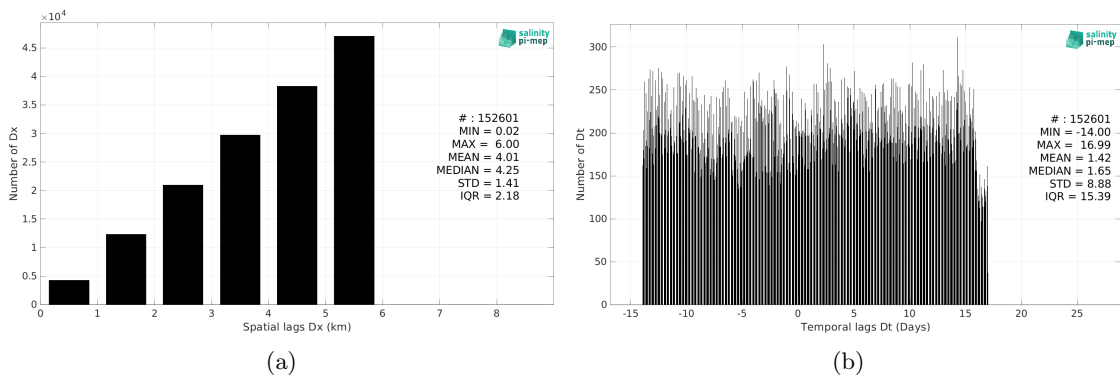 ×10⁴
4.5
4
3.5
3
2.5
2
1.5
1
0.5
0
Number of Dx
0 1 2 3 4 5 6 7 8
Spatial lags Dx (km)
salinity
pi-mep
# : 152601
MIN = 0.02
MAX = 6.00
MEAN = 4.01
MEDIAN = 4.25
STD = 1.41
IQR = 2.18
(a)
300
250
200
150
100
50
0
Number of Dt
-15 -10 -5 0 5 10 15 20 25
Temporal lags Dt (Days)
salinity
pi-mep
# : 152601
MIN = -14.00
MAX = 16.99
MEAN = 1.42
MEDIAN = 1.65
STD = 8.88
IQR = 15.39
(b)